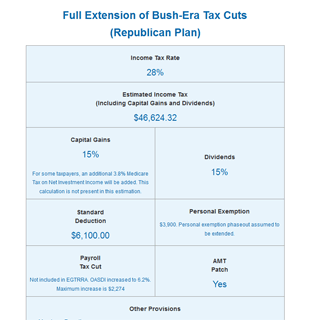 Full Extension of Bush-Era Tax Cuts
(Republican Plan)
Income Tax Rate
28%
Estimated Income Tax
(Including Capital Gains and Dividends)
$46,624.32
Capital Gains
15%
For some taxpayers, an additional 3.8% Medicare
Tax on Net Investment Income will be added. This
calculation is not present in this estimation.
Dividends
15%
Standard
Deduction
$6,100.00
Personal Exemption
$3,900. Personal exemption phaseout assumed to
be extended.
Payroll
Tax Cut
Not included in EGTRRA. OASDI increased to 6.2%.
Maximum increase is $2,274
AMT
Patch
Yes
Other Provisions